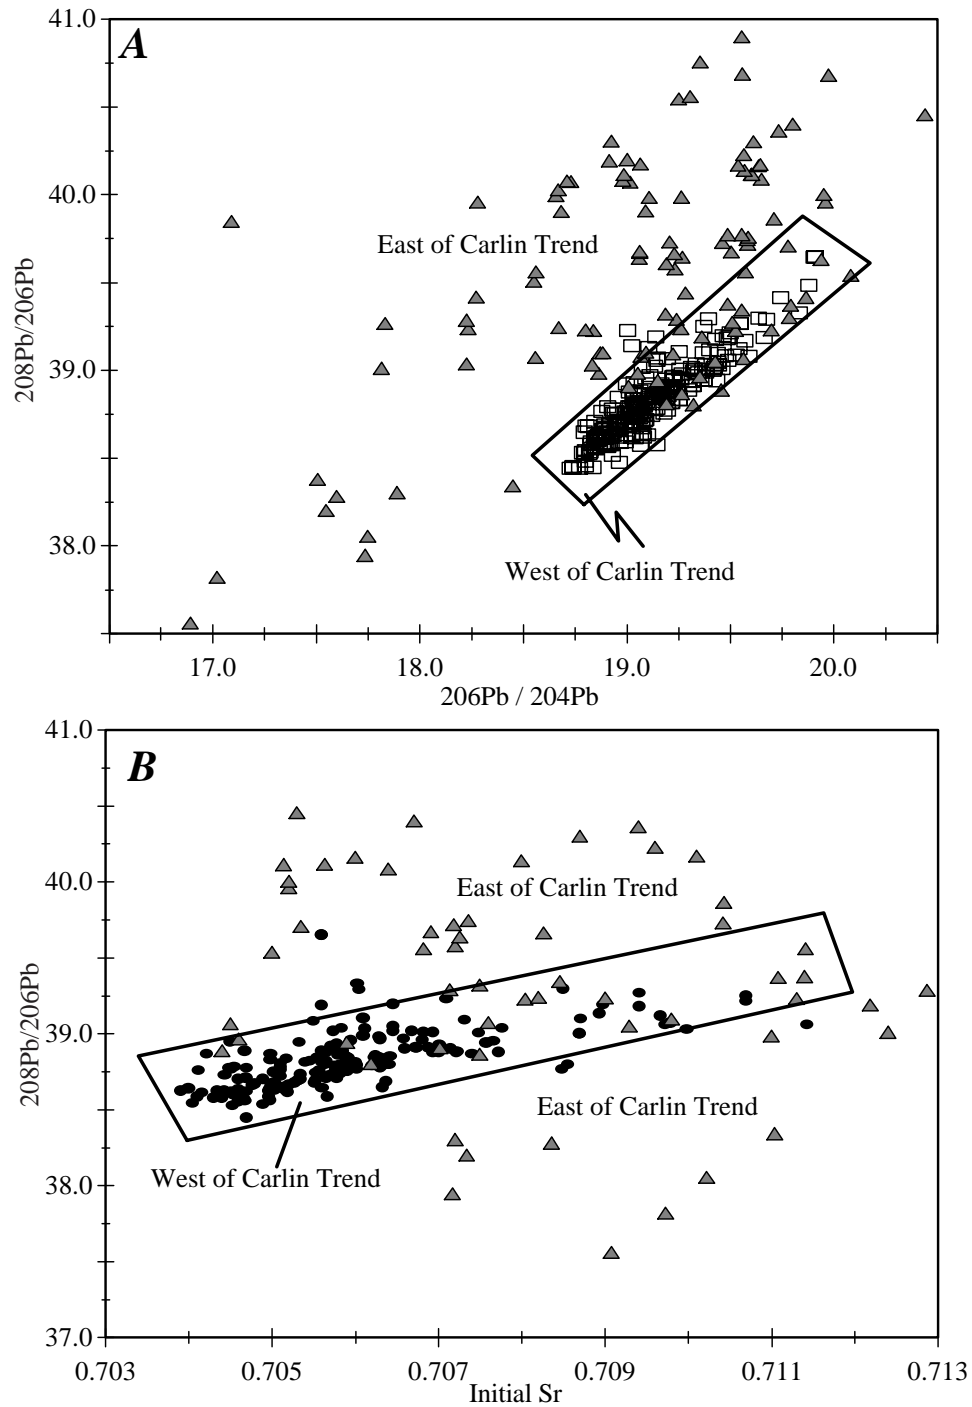 41.0
A
40.0
East of Carlin Trend
208Pb/206Pb
39.0
38.0
West of Carlin Trend
17.0 18.0 19.0 20.0
206Pb / 204Pb
41.0
B
40.0
East of Carlin Trend
208Pb/206Pb
39.0
East of Carlin Trend
West of Carlin Trend
38.0
37.0
0.703 0.705 0.707 0.709 0.711 0.713
Initial Sr